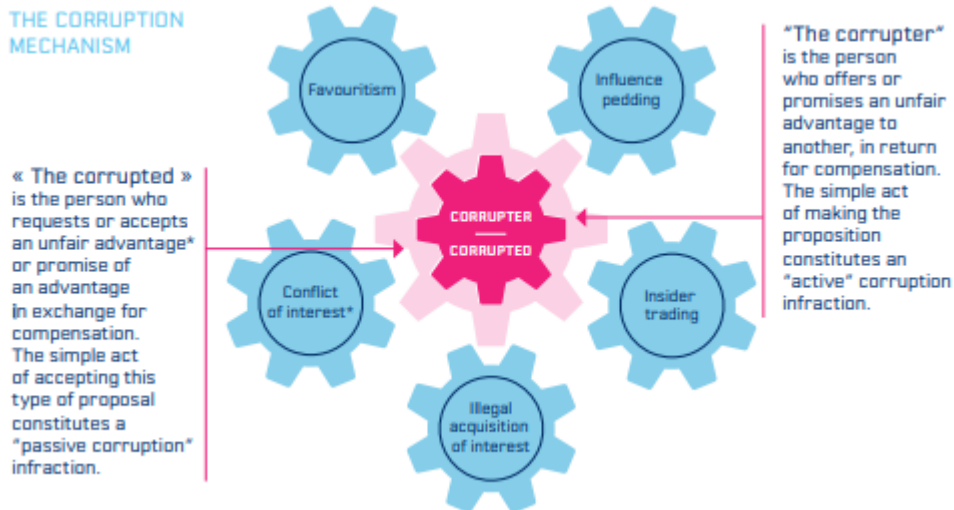 THE CORRUPTION
MECHANISM
Favouritism
Influence
pedding
"The corrupter"
is the person
who offers or
promises an unfair
advantage to
another, in return
for compensation.
The simple act
of making the
proposition
constitutes an
"active" corruption
infraction.
« The corrupted »
is the person who
requests or accepts
an unfair advantage*
or promise of
an advantage
in exchange for
compensation.
The simple act
of accepting this
type of proposal
constitutes a
"passive corruption"
infraction.
CORRUPTER
CORRUPTED
Conflict
of interest*
Insider
trading
Illegal
acquisition
of interest